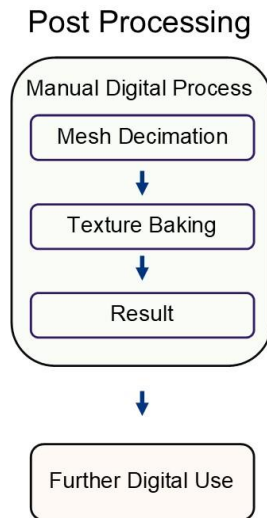 Post Processing
Manual Digital Process
Mesh Decimation
Texture Baking
Result
Further Digital Use